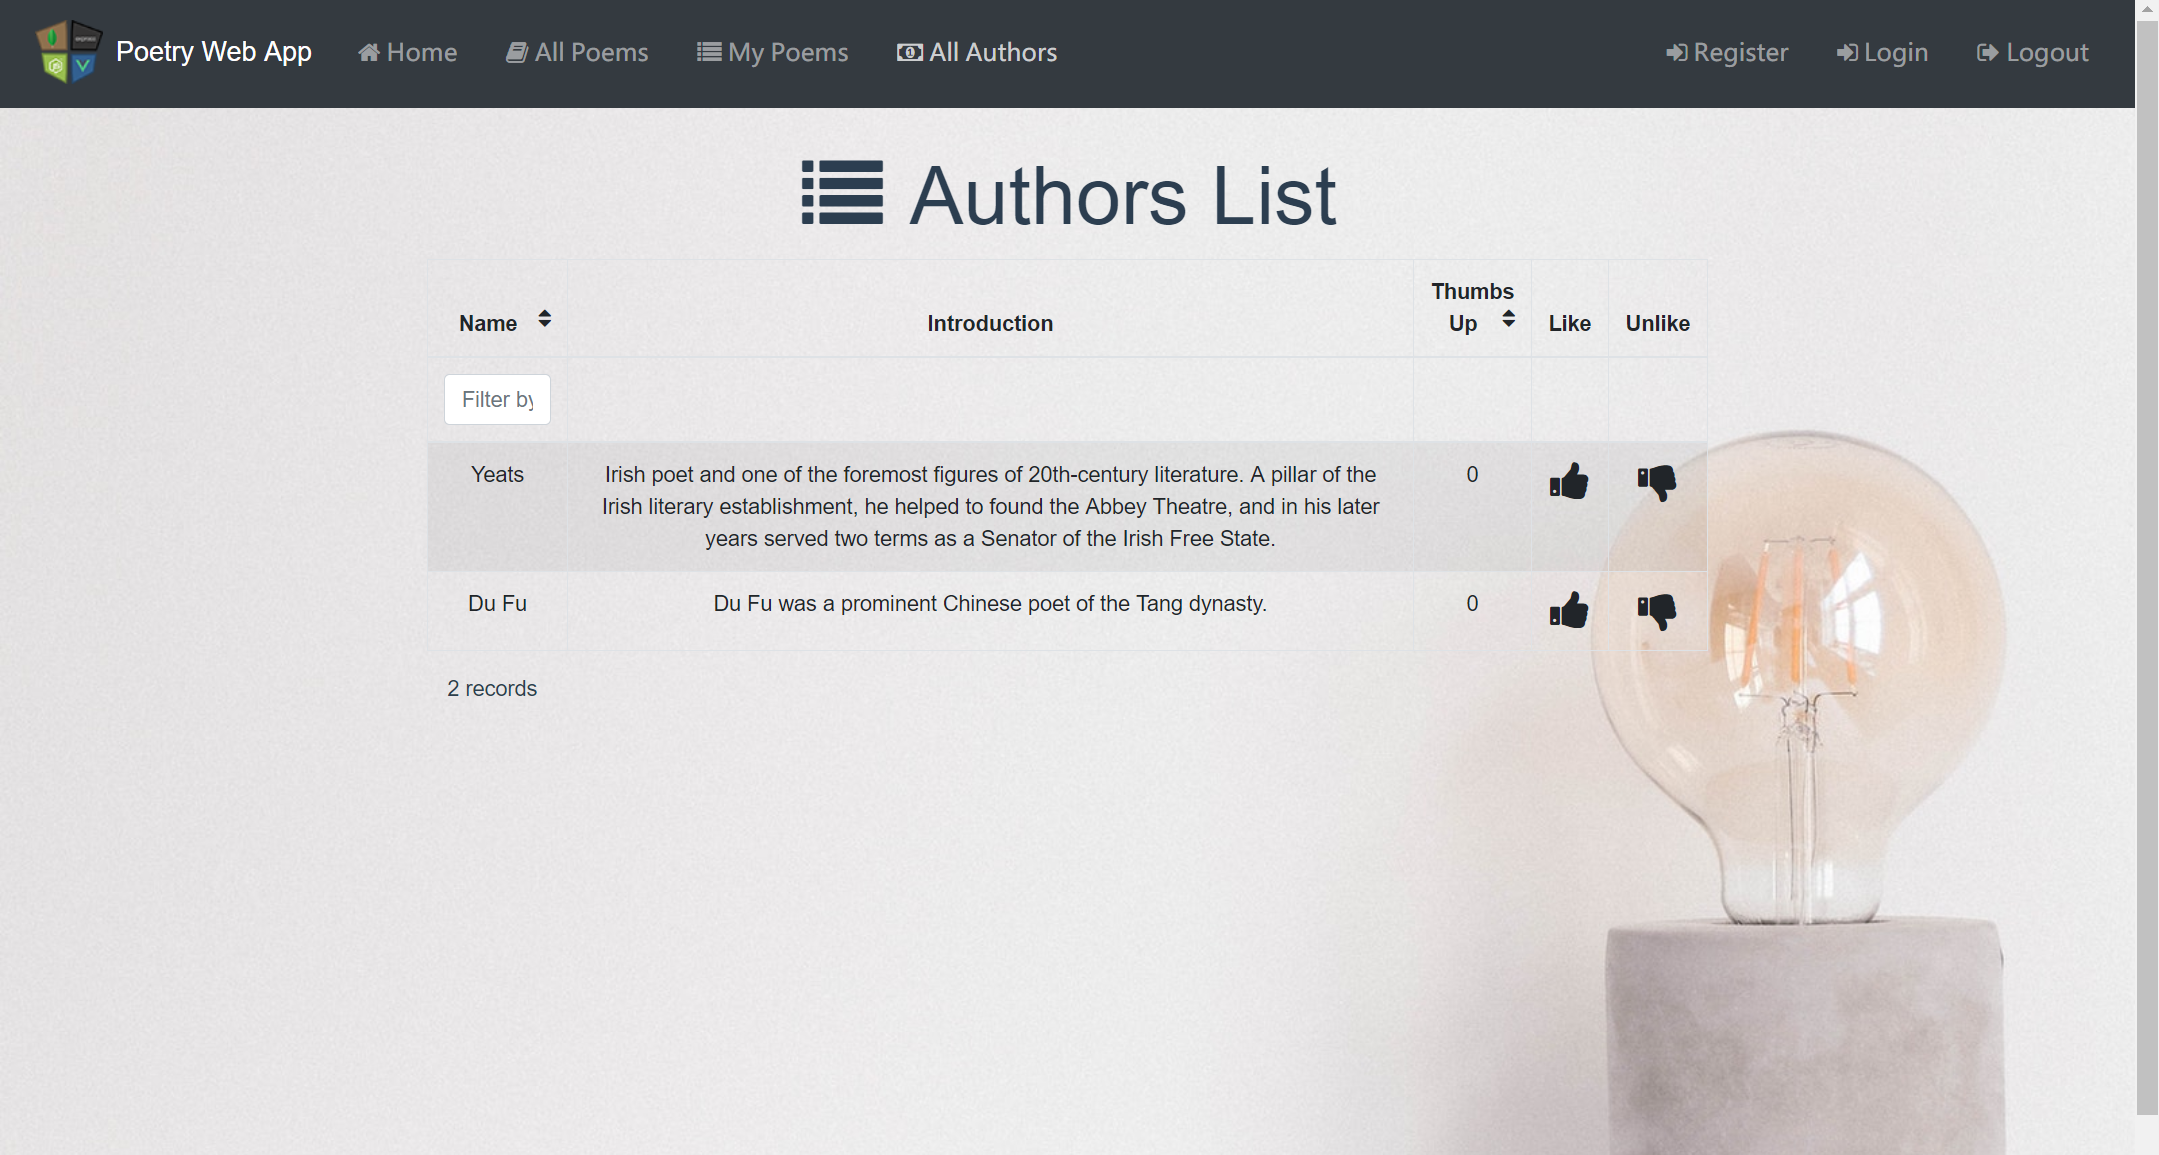 Poetry Web App Home All Poems My Poems All Authors Register Login Logout
Authors List
Name Introduction Thumbs Up Like Unlike
Filter by
Yeats
Irish poet and one of the foremost figures of 20th-century literature. A pillar of the
Irish literary establishment, he helped to found the Abbey Theatre, and in his later
years served two terms as a Senator of the Irish Free State.
0
Du Fu
Du Fu was a prominent Chinese poet of the Tang dynasty.
0
2 records